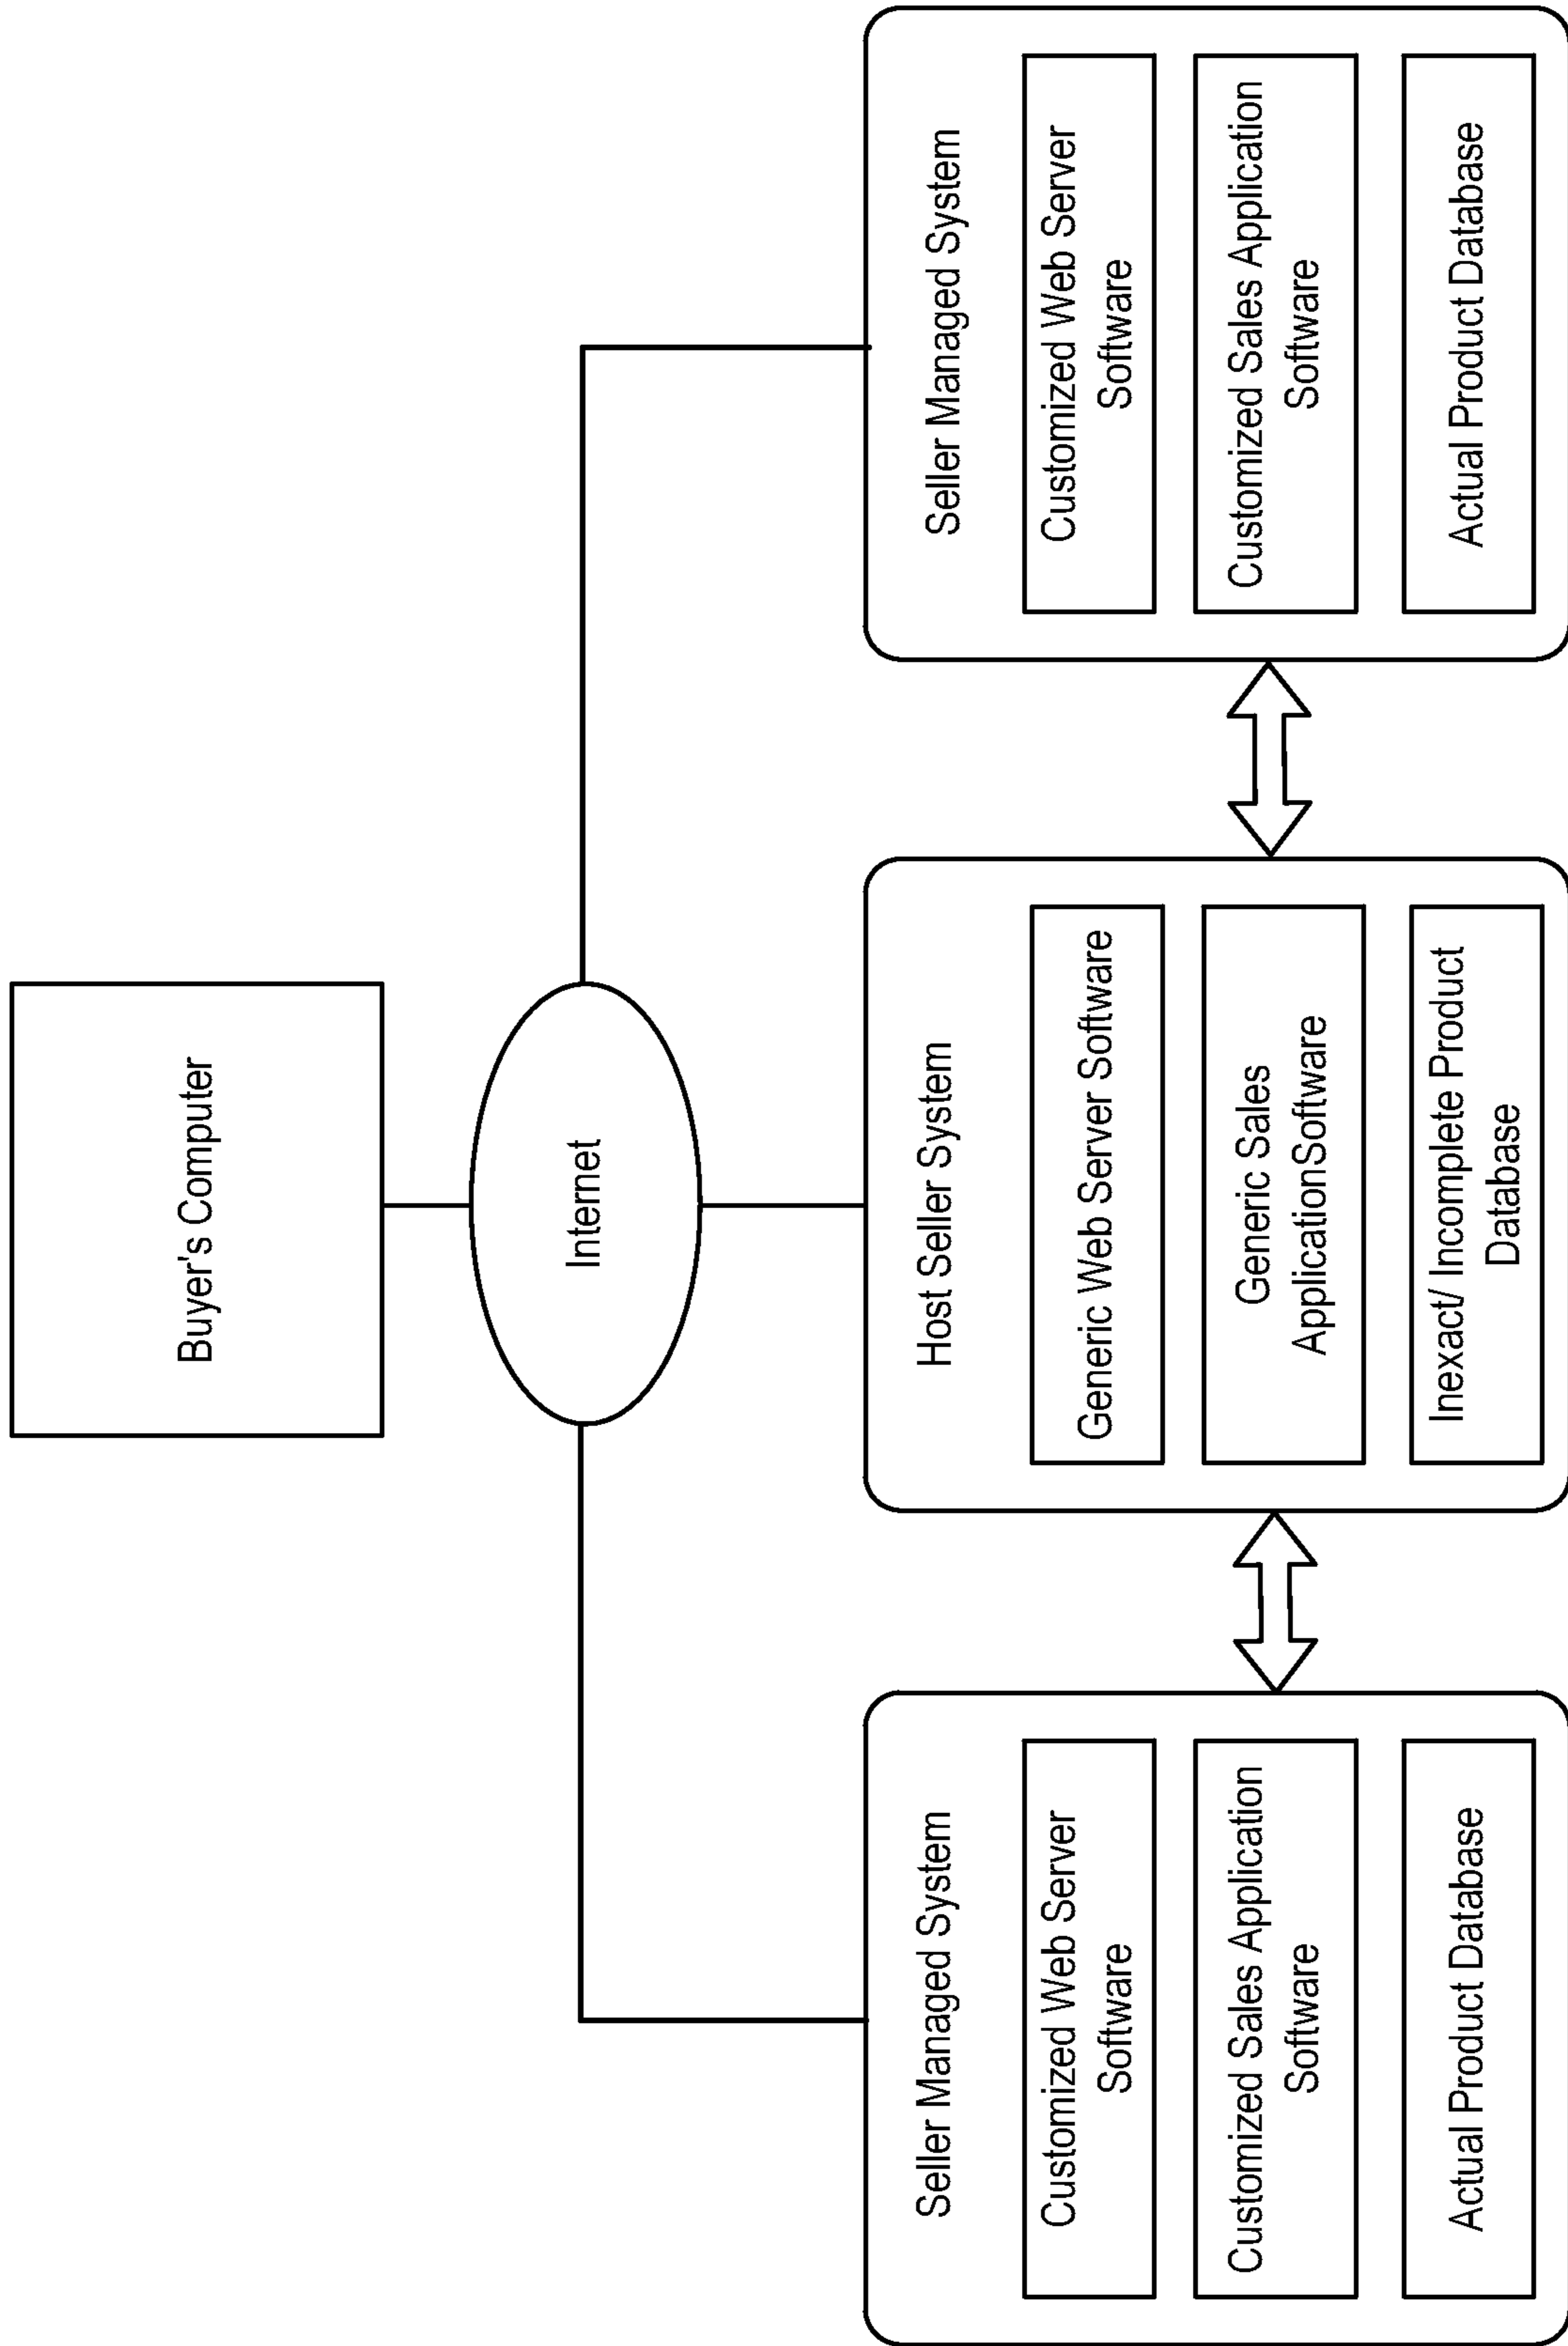 Buyer's Computer
Internet
Seller Managed System
Customized Web Server
Software
Customized Sales Application
Software
Actual Product Database
Host Seller System
Generic Web Server Software
Generic Sales
ApplicationSoftware
Inexact/ Incomplete Product
Database
Seller Managed System
Customized Web Server
Software
Customized Sales Application
Software
Actual Product Database